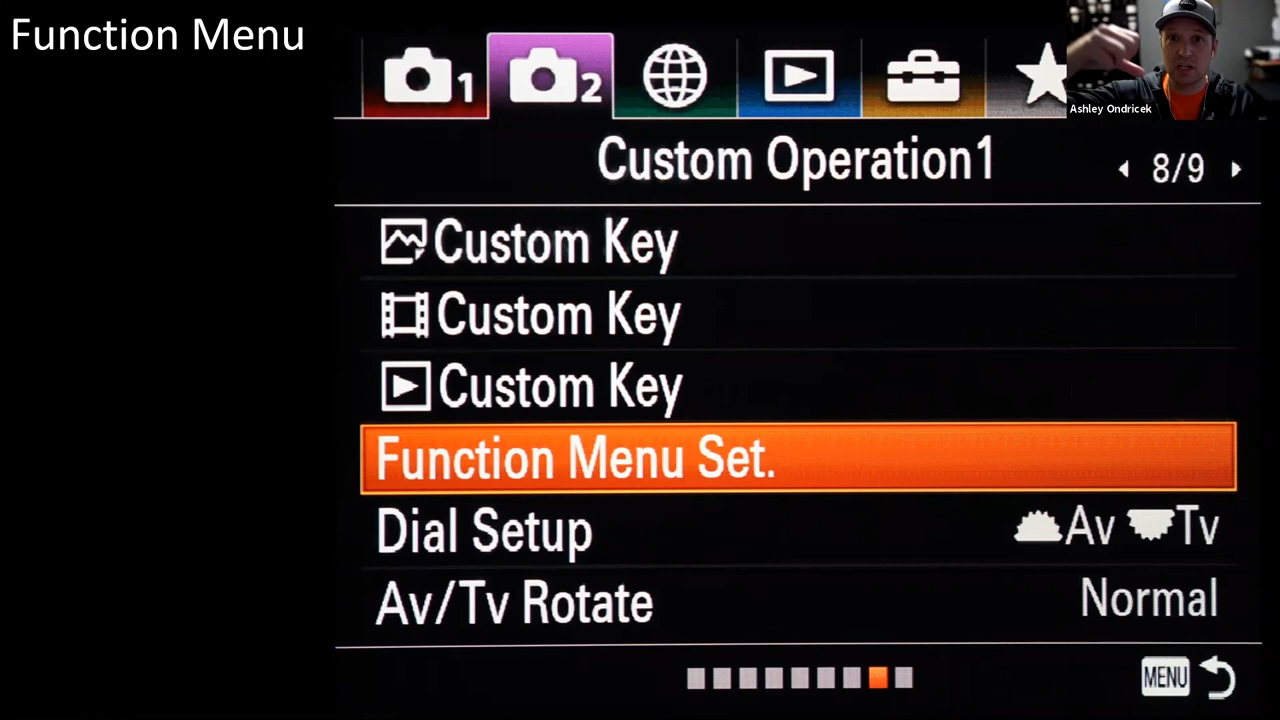 Function Menu
1
2
Ashley Ondricek
Custom Operation1
8/9
Custom Key
Custom Key
Custom Key
Function Menu Set.
Dial Setup Av Tv
Av/Tv Rotate Normal
MENU